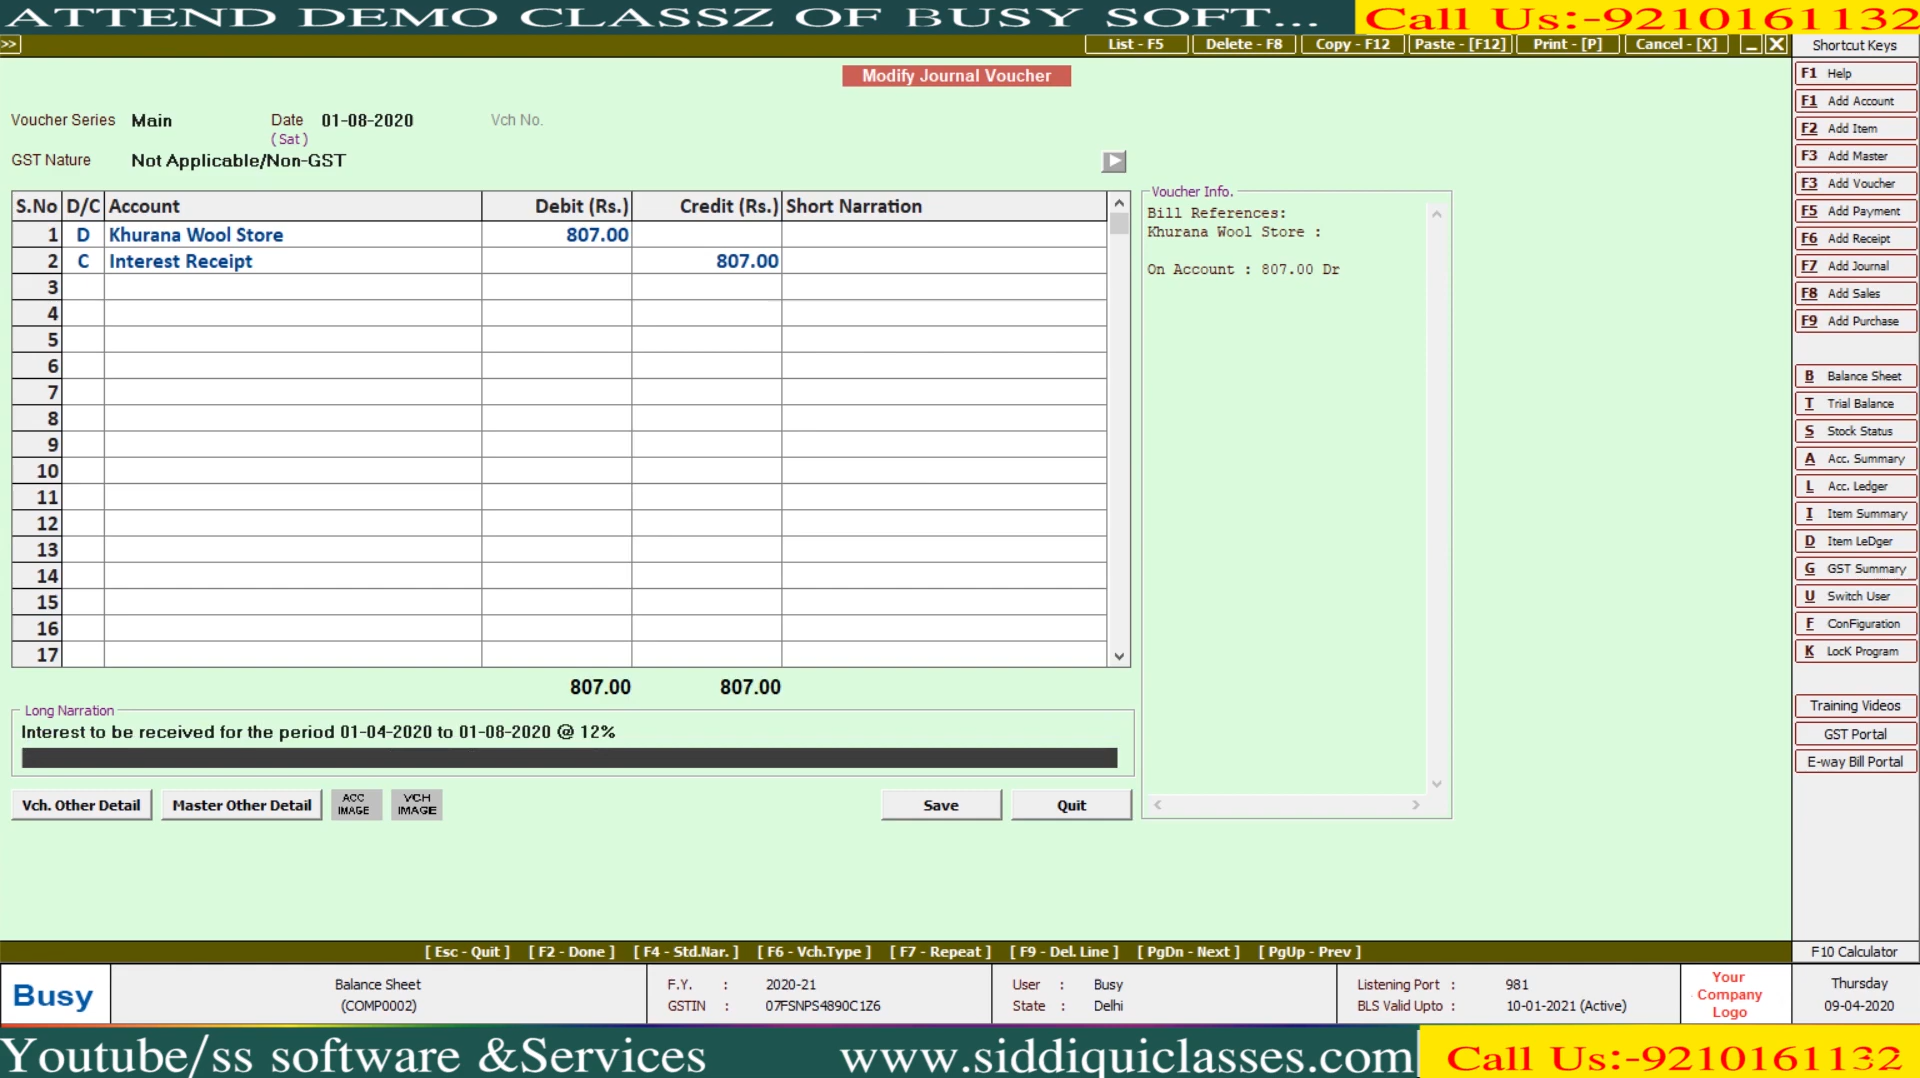 ATTEND DEMO CLASSZ OF BUSY SOFT...
Call Us:-9210161132
>>
List - F5
Delete - F8
Copy - F12
Paste - [F12]
Print - [P]
Cancel - [X]
Shortcut Keys
Modify Journal Voucher
Voucher Series Main
Date 01-08-2020
(Sat)
Vch No.
GST Nature Not Applicable/Non-GST
S.No D/C Account Debit (Rs.) Credit (Rs.) Short Narration
1 D Khurana Wool Store 807.00
2 C Interest Receipt 807.00
3
4
5
6
7
8
9
10
11
12
13
14
15
16
17
807.00 807.00
Voucher Info.
Bill References:
Khurana Wool Store :
On Account : 807.00 Dr
Long Narration
Interest to be received for the period 01-04-2020 to 01-08-2020 @ 12%
Vch. Other Detail
Master Other Detail
ACC IMAGE
VCH IMAGE
Save
Quit
F1 Help
F1 Add Account
F2 Add Item
F3 Add Master
F3 Add Voucher
F5 Add Payment
F6 Add Receipt
F7 Add Journal
F8 Add Sales
F9 Add Purchase
B Balance Sheet
T Trial Balance
S Stock Status
A Acc. Summary
L Acc. Ledger
I Item Summary
D Item LeDger
G GST Summary
U Switch User
F ConFiguration
K LocK Program
Training Videos
GST Portal
E-way Bill Portal
[ Esc - Quit ] [ F2 - Done ] [ F4 - Std.Nar. ] [ F6 - Vch.Type ] [ F7 - Repeat ] [ F9 - Del. Line ] [ PgDn - Next ] [ PgUp - Prev ]
F10 Calculator
Busy
Balance Sheet
(COMP0002)
F.Y. : 2020-21
GSTIN : 07FSNPS4890C1Z6
User : Busy
State : Delhi
Listening Port : 981
BLS Valid Upto : 10-01-2021 (Active)
Your
Company
Logo
Thursday
09-04-2020
Youtube/ss software &Services
www.siddiquiclasses.com
Call Us:-9210161132